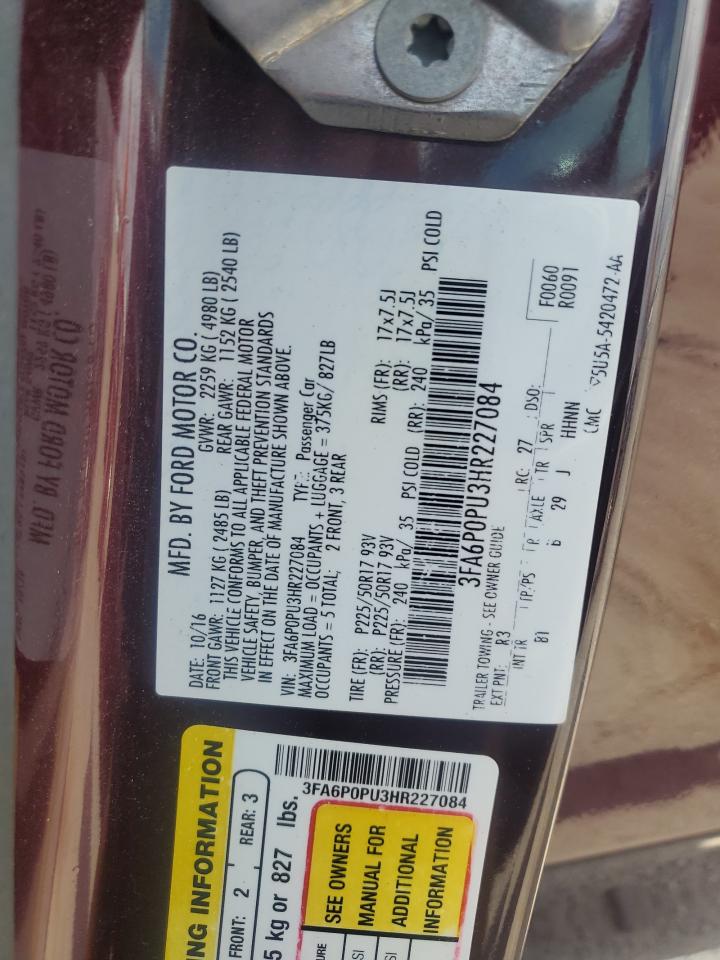 MFD. BY FORD MOTOR CO.
DATE: 10/16 GVWR: 2259 KG ( 4980 LB)
FRONT GAWR: 1127 KG ( 2485 LB) REAR GAWR: 1152 KG ( 2540 LB)
THIS VEHICLE CONFORMS TO ALL APPLICABLE FEDERAL MOTOR
VEHICLE SAFETY, BUMPER, AND THEFT PREVENTION STANDARDS
IN EFFECT ON THE DATE OF MANUFACTURE SHOWN ABOVE.
VIN: 3FA6P0PU3HR227084 TYPE: Passenger Car
MAXIMUM LOAD = OCCUPANTS + LUGGAGE = 375KG/ 827LB
OCCUPANTS = 5 TOTAL; 2 FRONT, 3 REAR
TIRE (FR): P225/50R17 93V RIMS (FR): 17x7.5J
(RR): P225/50R17 93V (RR): 17x7.5J
PRESSURE (FR): 240 kPa/ 35 PSI COLD (RR): 240 kPa/ 35 PSI COLD
3FA6P0PU3HR227084
TRAILER TOWING - SEE OWNER GUIDE
EXT PNT: R3 RC: 27 DSO: F0060
R0091
INT TR TP/PS R AXLE TR SPR
B1 6 29 J HHNN
CMC 5U5A-5420472-AA
NG INFORMATION
FRONT: 2 REAR: 3
5 kg or 827 lbs.
3FA6P0PU3HR227084
SEE OWNERS
MANUAL FOR
ADDITIONAL
INFORMATION